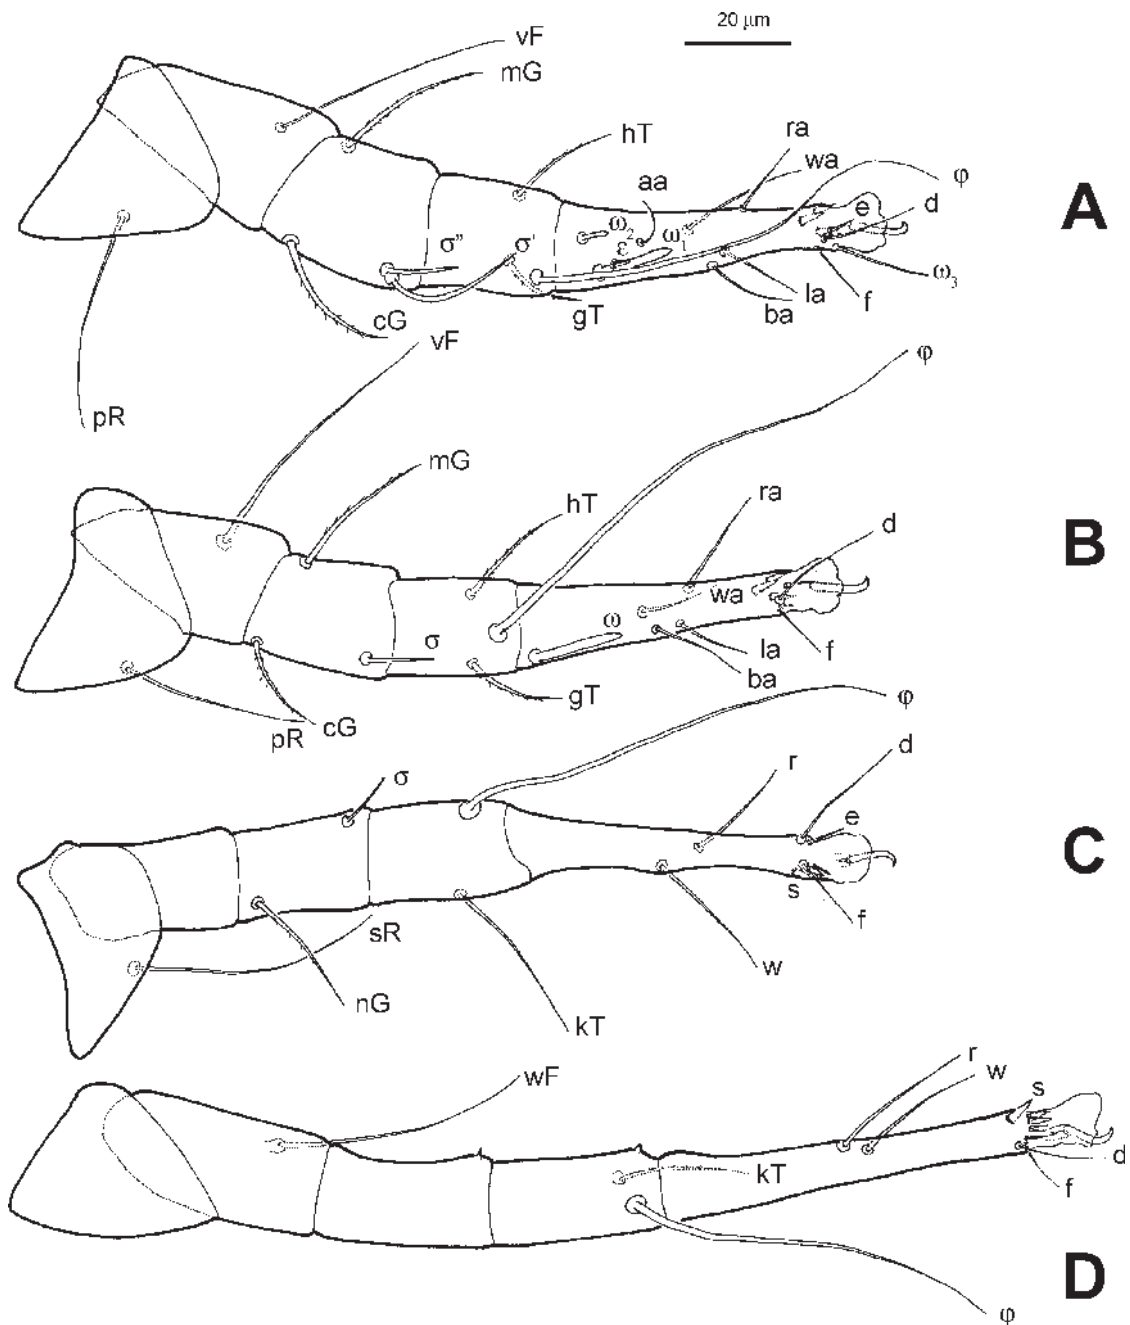 20 μm
vF
mG
hT
ra
wa
φ
aa
A
e
d
ω2
ω1
ε
σ"
σ'
ω3
la
f
ba
gT
cG
vF
pR
φ
mG
hT
ra
B
d
wa
ω
σ
la
f
ba
gT
pR
cG
φ
σ
r
d
e
C
s
f
sR
w
nG
kT
r
w
s
wF
kT
d
f
D
φ